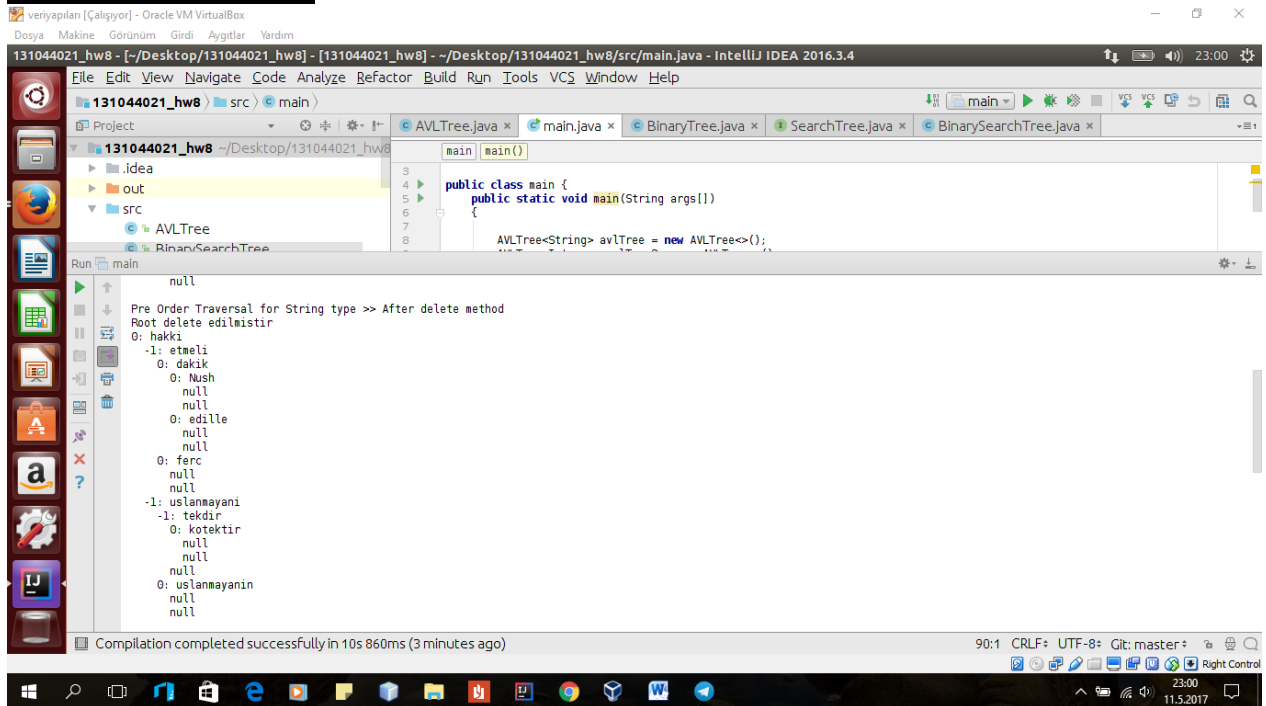 veriyapıları [Çalışıyor] - Oracle VM VirtualBox
Dosya Makine Görünüm Girdi Aygıtlar Yardım
131044021_hw8 - [~/Desktop/131044021_hw8] - [131044021_hw8] - ~/Desktop/131044021_hw8/src/main.java - IntelliJ IDEA 2016.3.4 23:00
File Edit View Navigate Code Analyze Refactor Build Run Tools VCS Window Help
131044021_hw8 src main main VCS VCS
Project AVLTree.java × main.java × BinaryTree.java × SearchTree.java × BinarySearchTree.java ×
131044021_hw8 ~/Desktop/131044021_hw8 main main()
.idea
out
src
AVLTree
BinarySearchTree
3
4 public class main {
5 public static void main(String args[])
6 {
7
8 AVLTree<String> avlTree = new AVLTree<>();
Run main
null
Pre Order Traversal for String type >> After delete method
Root delete edilmistir
0: hakki
-1: etmeli
0: dakik
0: Nush
null
null
0: edille
null
null
0: ferc
null
null
-1: uslanmayani
-1: tekdir
0: kotektir
null
null
null
0: uslanmayanin
null
null
Compilation completed successfully in 10s 860ms (3 minutes ago) 90:1 CRLF÷ UTF-8÷ Git: master÷
Right Control
23:00
11.5.2017